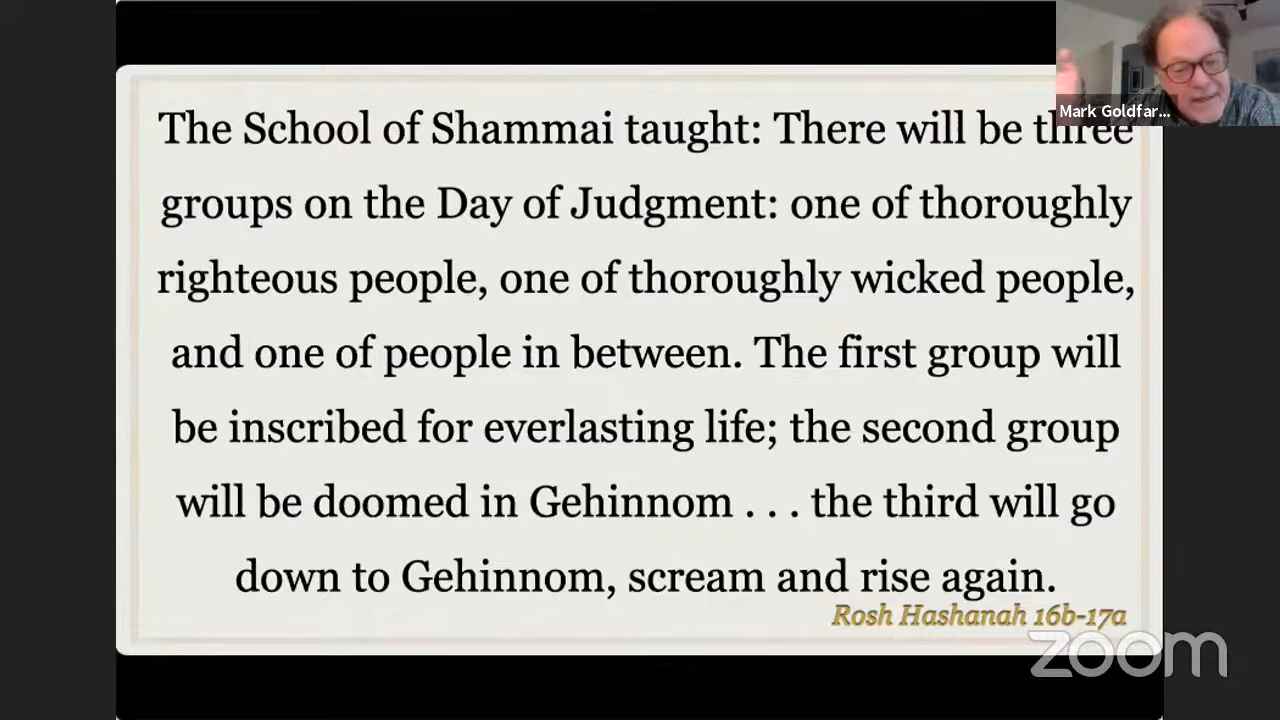 Mark Goldfar...
The School of Shammai taught: There will be three
groups on the Day of Judgment: one of thoroughly
righteous people, one of thoroughly wicked people,
and one of people in between. The first group will
be inscribed for everlasting life; the second group
will be doomed in Gehinnom . . . the third will go
down to Gehinnom, scream and rise again.
Rosh Hashanah 16b-17a
zoom